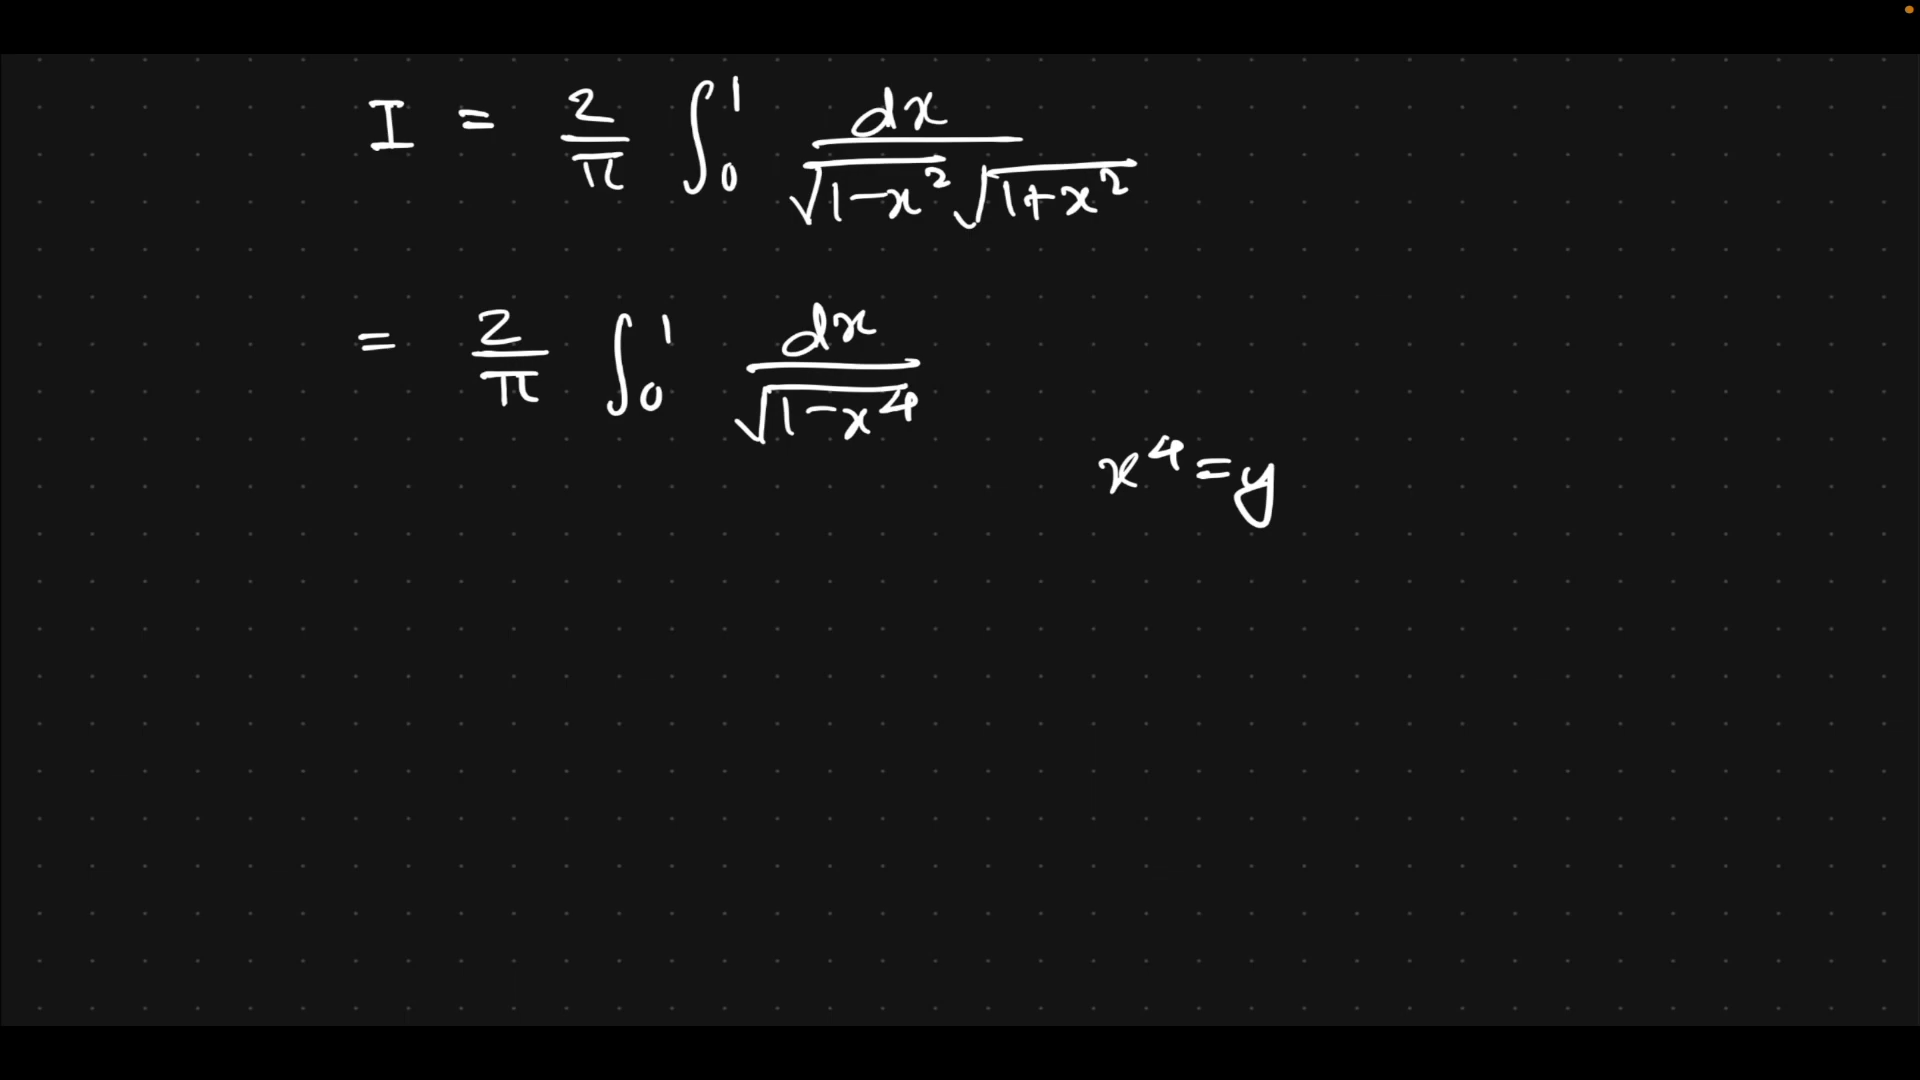 I = 2/π ∫₀¹ dx/(√(1-x²) √(1+x²))
= 2/π ∫₀¹ dx/√(1-x⁴)
x⁴=y